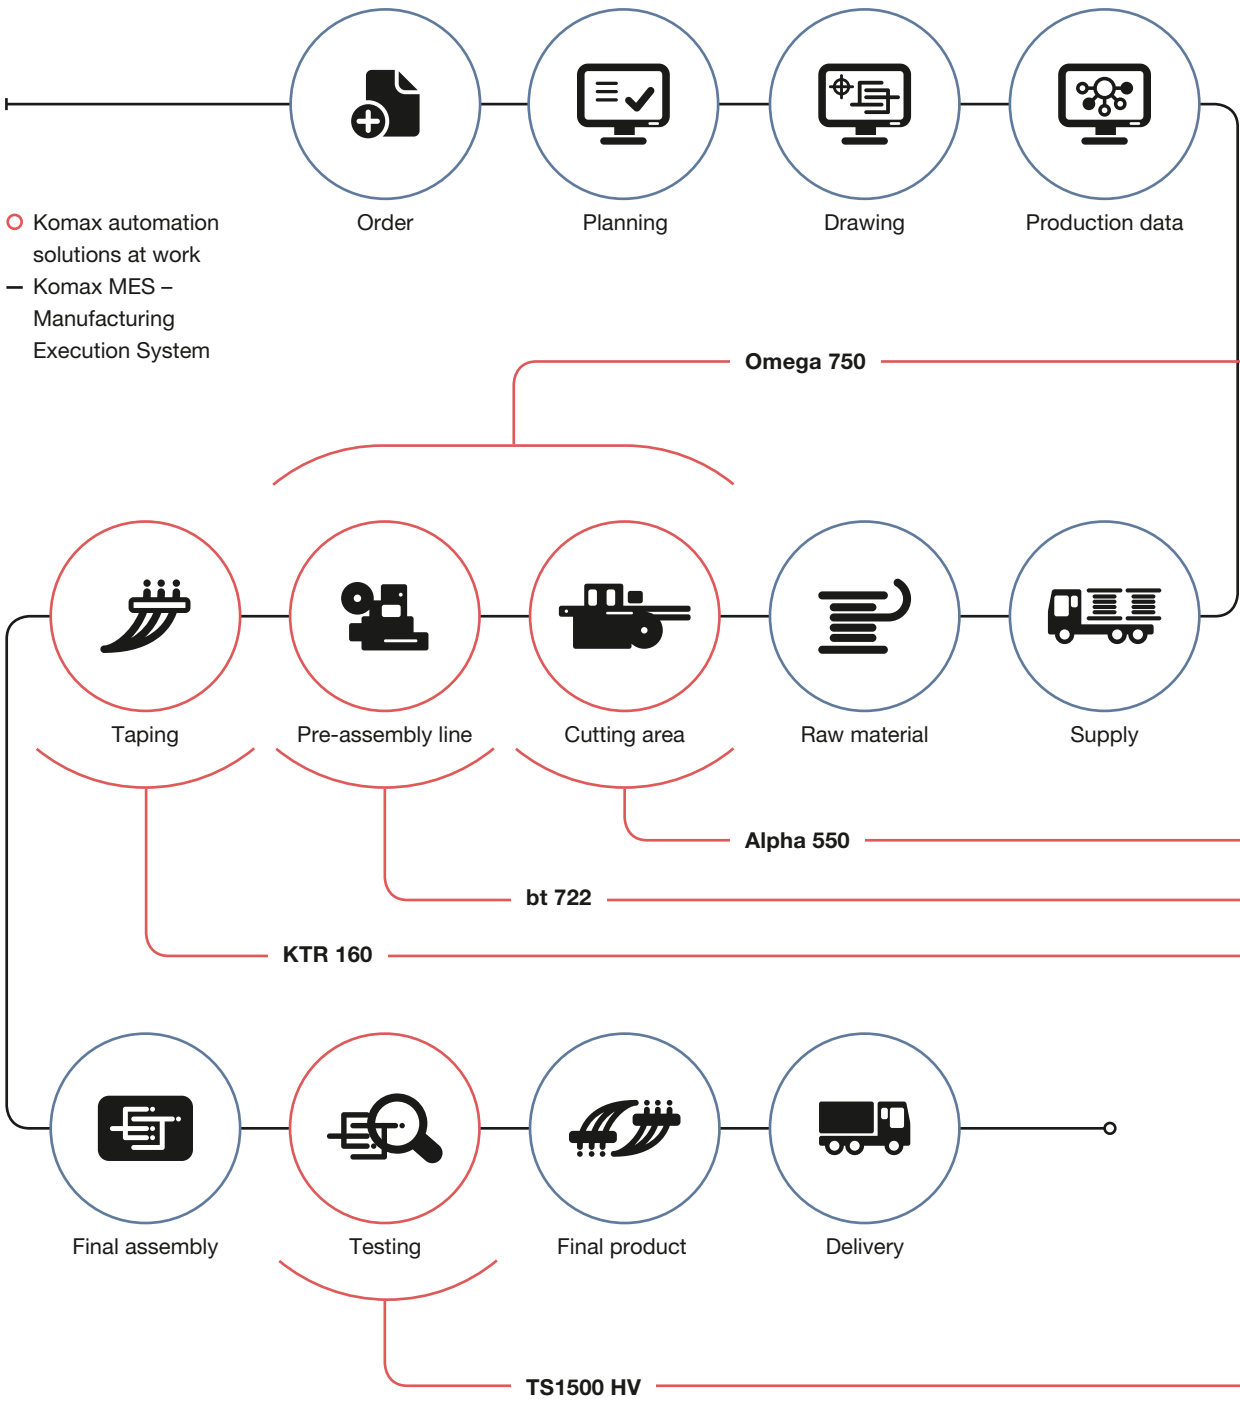 Order
Planning
Drawing
Production data
Komax automation
solutions at work
Komax MES –
Manufacturing
Execution System
Omega 750
Taping
Pre-assembly line
Cutting area
Raw material
Supply
Alpha 550
bt 722
KTR 160
Final assembly
Testing
Final product
Delivery
TS1500 HV